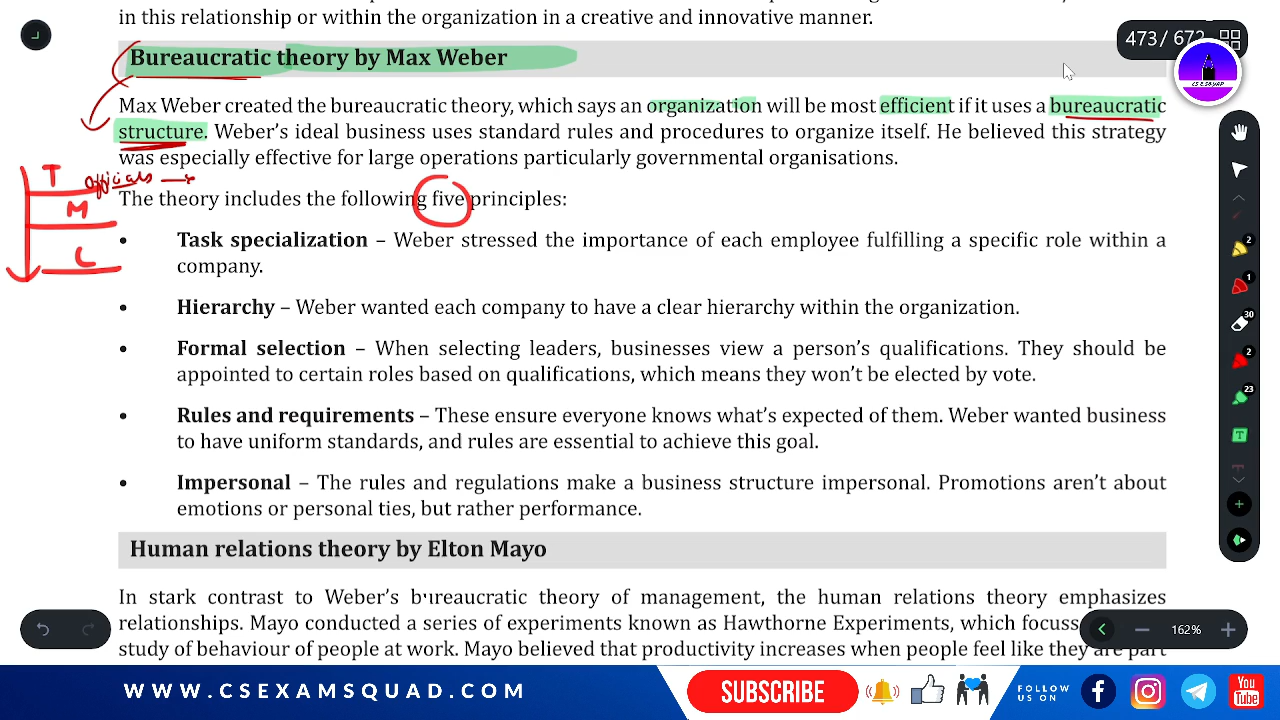 in this relationship or within the organization in a creative and innovative manner.
473/ 672
Bureaucratic theory by Max Weber
CSEXSQUAD
Max Weber created the bureaucratic theory, which says an organization will be most efficient if it uses a bureaucratic
structure. Weber's ideal business uses standard rules and procedures to organize itself. He believed this strategy
was especially effective for large operations particularly governmental organisations.
T
officials
The theory includes the following five principles:
M
L
• Task specialization – Weber stressed the importance of each employee fulfilling a specific role within a
company.
• Hierarchy – Weber wanted each company to have a clear hierarchy within the organization.
• Formal selection – When selecting leaders, businesses view a person's qualifications. They should be
appointed to certain roles based on qualifications, which means they won't be elected by vote.
• Rules and requirements – These ensure everyone knows what's expected of them. Weber wanted business
to have uniform standards, and rules are essential to achieve this goal.
• Impersonal – The rules and regulations make a business structure impersonal. Promotions aren't about
emotions or personal ties, but rather performance.
2
1
30
2
23
T
Human relations theory by Elton Mayo
In stark contrast to Weber's bureaucratic theory of management, the human relations theory emphasizes
relationships. Mayo conducted a series of experiments known as Hawthorne Experiments, which focuss
study of behaviour of people at work. Mayo believed that productivity increases when people feel like they are part
162%
WWW.CSEXAMSQUAD.COM
SUBSCRIBE
FOLLOW
US ON
You
Tube